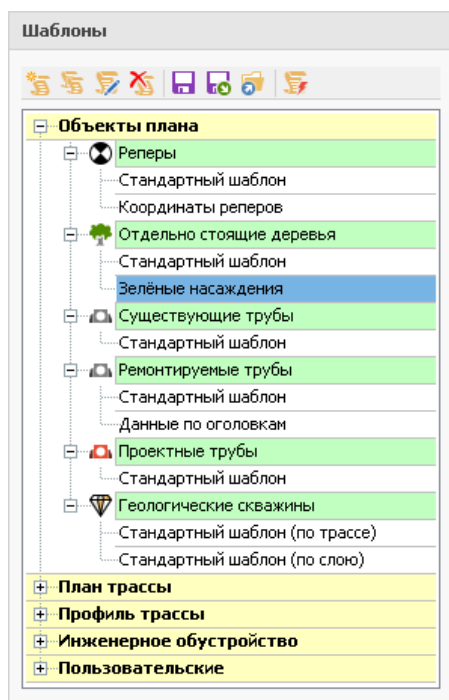 Шаблоны
Объекты плана
Реперы
Стандартный шаблон
Координаты реперов
Отдельно стоящие деревья
Стандартный шаблон
Зелёные насаждения
Существующие трубы
Стандартный шаблон
Ремонтируемые трубы
Стандартный шаблон
Данные по оголовкам
Проектные трубы
Стандартный шаблон
Геологические скважины
Стандартный шаблон (по трассе)
Стандартный шаблон (по слою)
План трассы
Профиль трассы
Инженерное обустройство
Пользовательские